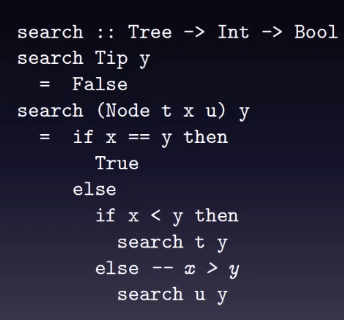 search :: Tree -> Int -> Bool
search Tip y
  =  False
search (Node t x u) y
  =  if x == y then
       True
     else
       if x < y then
         search t y
       else -- x > y
         search u y